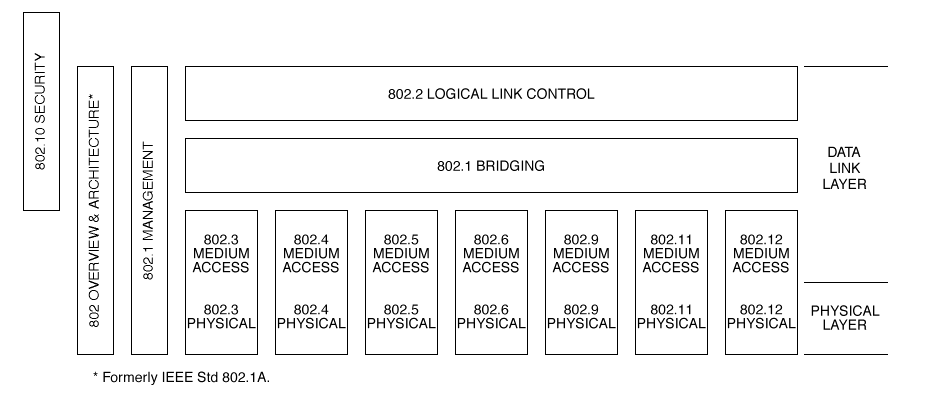 802.10 SECURITY
802 OVERVIEW & ARCHITECTURE*
802.1 MANAGEMENT
802.2 LOGICAL LINK CONTROL
802.1 BRIDGING
DATA
LINK
LAYER
802.3
MEDIUM
ACCESS
802.3
PHYSICAL
802.4
MEDIUM
ACCESS
802.4
PHYSICAL
802.5
MEDIUM
ACCESS
802.5
PHYSICAL
802.6
MEDIUM
ACCESS
802.6
PHYSICAL
802.9
MEDIUM
ACCESS
802.9
PHYSICAL
802.11
MEDIUM
ACCESS
802.11
PHYSICAL
802.12
MEDIUM
ACCESS
802.12
PHYSICAL
PHYSICAL
LAYER
* Formerly IEEE Std 802.1A.